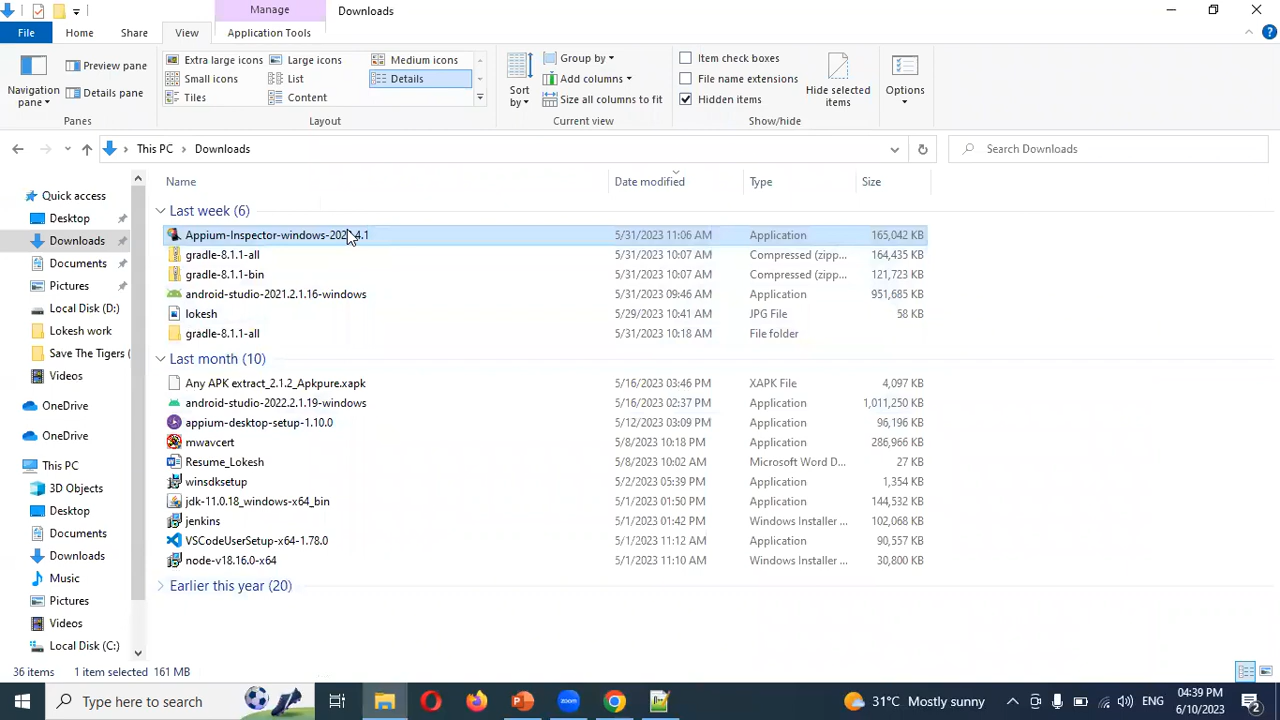 Manage Downloads
File Home Share View Application Tools
Navigation pane
Preview pane
Details pane
Panes
Extra large icons Large icons Medium icons
Small icons List Details
Tiles Content
Layout
Sort by
Group by
Add columns
Size all columns to fit
Current view
Item check boxes
File name extensions
Hidden items
Hide selected items
Show/hide
Options
This PC Downloads
Search Downloads
Quick access
Desktop
Downloads
Documents
Pictures
Local Disk (D:)
Lokesh work
Save The Tigers (
Videos
OneDrive
OneDrive
This PC
3D Objects
Desktop
Documents
Downloads
Music
Pictures
Videos
Local Disk (C:)
Name Date modified Type Size
Last week (6)
5/31/2023 11:06 AM Application 165,042 KB
gradle-8.1.1-all 5/31/2023 10:07 AM Compressed (zipp... 164,435 KB
gradle-8.1.1-bin 5/31/2023 10:07 AM Compressed (zipp... 121,723 KB
android-studio-2021.2.1.16-windows 5/31/2023 09:46 AM Application 951,685 KB
lokesh 5/29/2023 10:41 AM JPG File 58 KB
gradle-8.1.1-all 5/31/2023 10:18 AM File folder
Last month (10)
Any APK extract_2.1.2_Apkpure.xapk 5/16/2023 03:46 PM XAPK File 4,097 KB
android-studio-2022.2.1.19-windows 5/16/2023 02:37 PM Application 1,011,250 KB
appium-desktop-setup-1.10.0 5/12/2023 03:09 PM Application 96,196 KB
mwavcert 5/8/2023 10:18 PM Application 286,966 KB
Resume_Lokesh 5/8/2023 10:02 AM Microsoft Word D... 27 KB
winsdksetup 5/2/2023 05:39 PM Application 1,354 KB
jdk-11.0.18_windows-x64_bin 5/1/2023 01:50 PM Application 144,532 KB
jenkins 5/1/2023 01:42 PM Windows Installer ... 102,068 KB
VSCodeUserSetup-x64-1.78.0 5/1/2023 11:12 AM Application 90,557 KB
node-v18.16.0-x64 5/1/2023 11:10 AM Windows Installer ... 30,800 KB
Earlier this year (20)
36 items 1 item selected 161 MB
Type here to search
31°C Mostly sunny
ENG
04:39 PM
6/10/2023
2